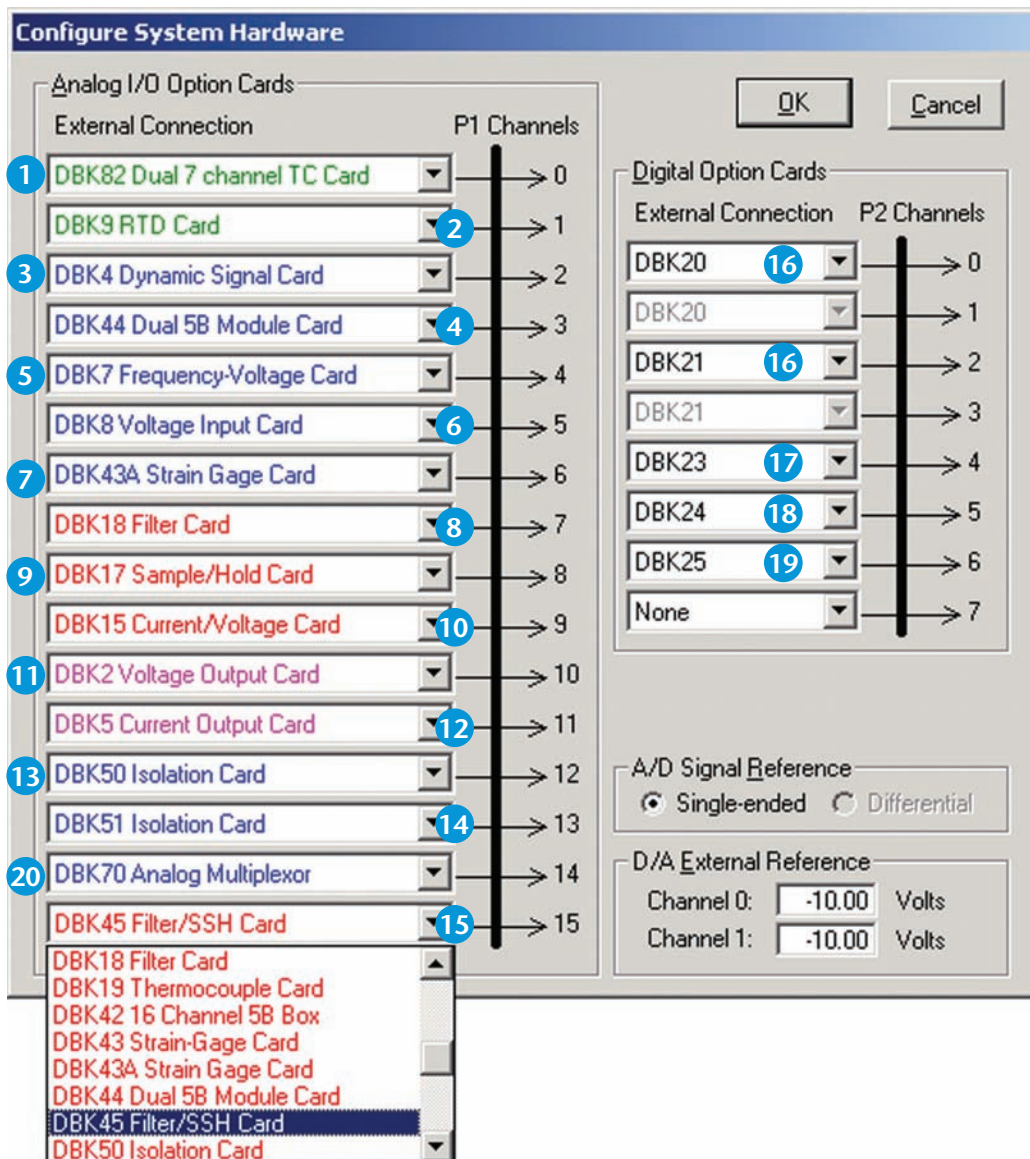 Configure System Hardware
Analog I/O Option Cards
External Connection P1 Channels
1 DBK82 Dual 7 channel TC Card 0
DBK9 RTD Card 2 1
3 DBK4 Dynamic Signal Card 2
DBK44 Dual 5B Module Card 4 3
5 DBK7 Frequency-Voltage Card 4
DBK8 Voltage Input Card 6 5
7 DBK43A Strain Gage Card 6
DBK18 Filter Card 8 7
9 DBK17 Sample/Hold Card 8
DBK15 Current/Voltage Card 10 9
11 DBK2 Voltage Output Card 10
DBK5 Current Output Card 12 11
13 DBK50 Isolation Card 12
DBK51 Isolation Card 14 13
20 DBK70 Analog Multiplexor 14
DBK45 Filter/SSH Card 15 15
DBK18 Filter Card
DBK19 Thermocouple Card
DBK42 16 Channel 5B Box
DBK43 Strain-Gage Card
DBK43A Strain Gage Card
DBK44 Dual 5B Module Card
DBK45 Filter/SSH Card
DBK50 Isolation Card
OK Cancel
Digital Option Cards
External Connection P2 Channels
DBK20 16 0
DBK20 1
DBK21 16 2
DBK21 3
DBK23 17 4
DBK24 18 5
DBK25 19 6
None 7
A/D Signal Reference
Single-ended Differential
D/A External Reference
Channel 0: -10.00 Volts
Channel 1: -10.00 Volts